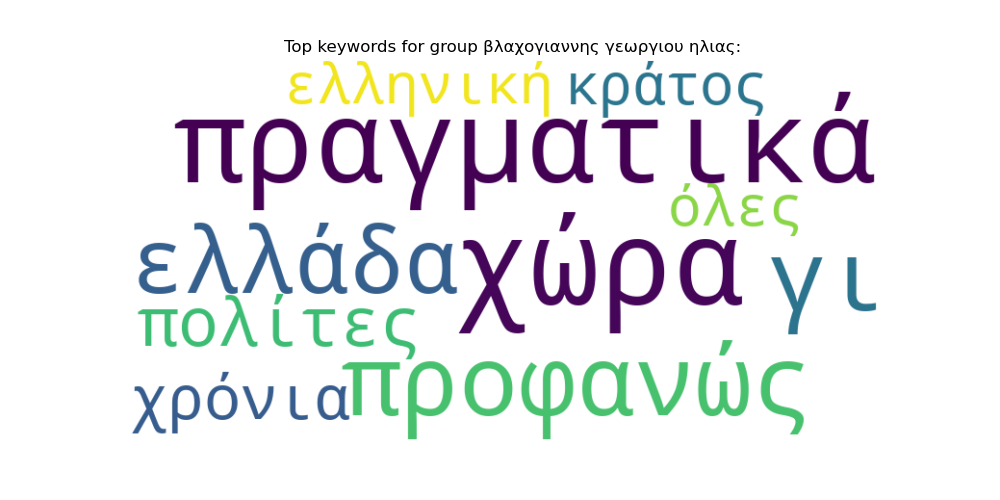 Top keywords for group βλαχογιαννης γεωργιου ηλιας:
ελληνική κράτος
πραγματικά
όλες
ελλάδα χώρα γι
πολίτες
προφανώς
χρόνια